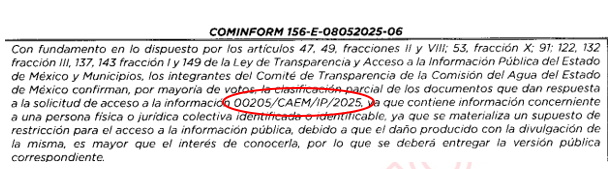 COMINFORM 156-E-08052025-06
Con fundamento en lo dispuesto por los artículos 47, 49, fracciones II y VIII; 53, fracción X; 91; 122, 132
fracción III, 137, 143 fracción I y 149 de la Ley de Transparencia y Acceso a la Información Pública del Estado
de México y Municipios, los integrantes del Comité de Transparencia de la Comisión del Agua del Estado
de México confirman, por mayoría de votos, la clasificación parcial de los documentos que dan respuesta
a la solicitud de acceso a la información 00205/CAEM/IP/2025, ya que contiene información concerniente
a una persona física o jurídica colectiva identificada o identificable, ya que se materializa un supuesto de
restricción para el acceso a la información pública, debido a que el daño producido con la divulgación de
la misma, es mayor que el interés de conocerla, por lo que se deberá entregar la versión pública
correspondiente.